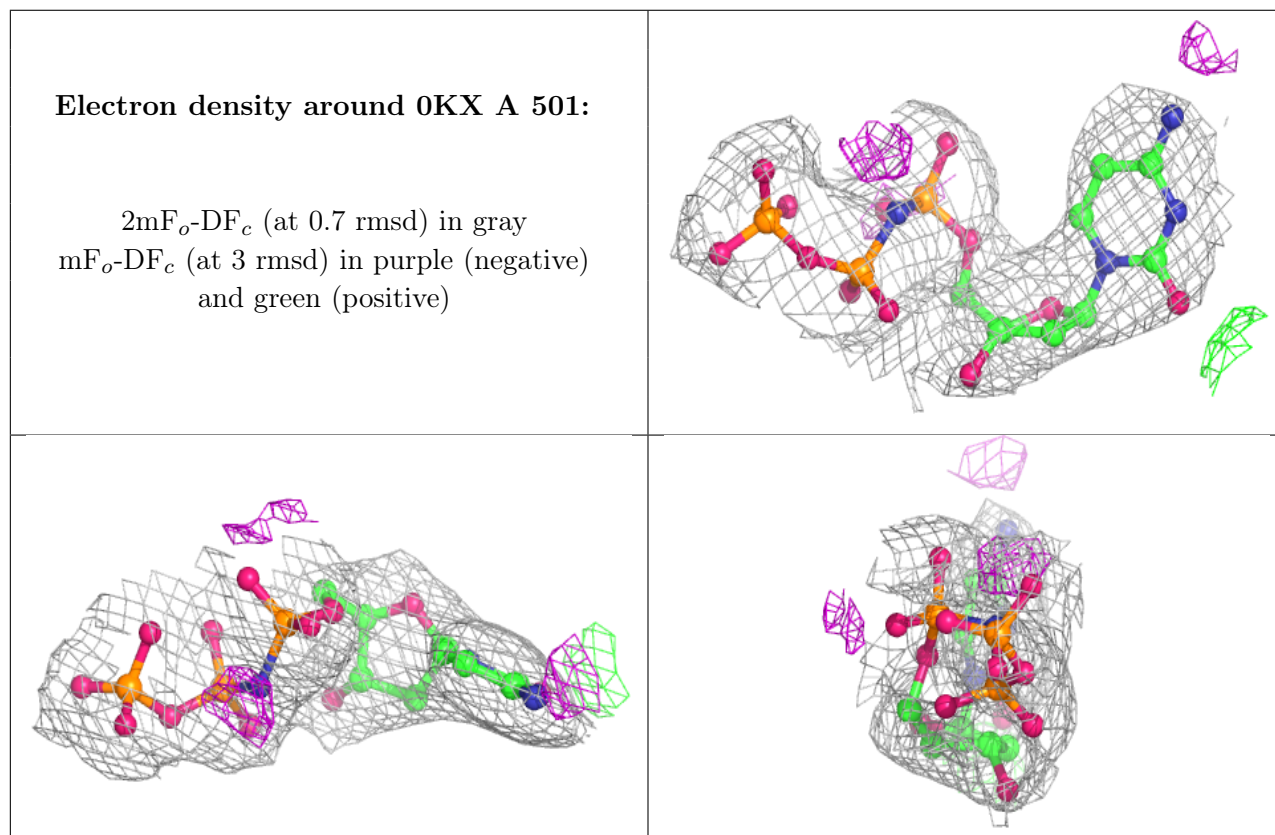 Electron density around 0KX A 501:
2mFo-DFc (at 0.7 rmsd) in gray
mFo-DFc (at 3 rmsd) in purple (negative)
and green (positive)